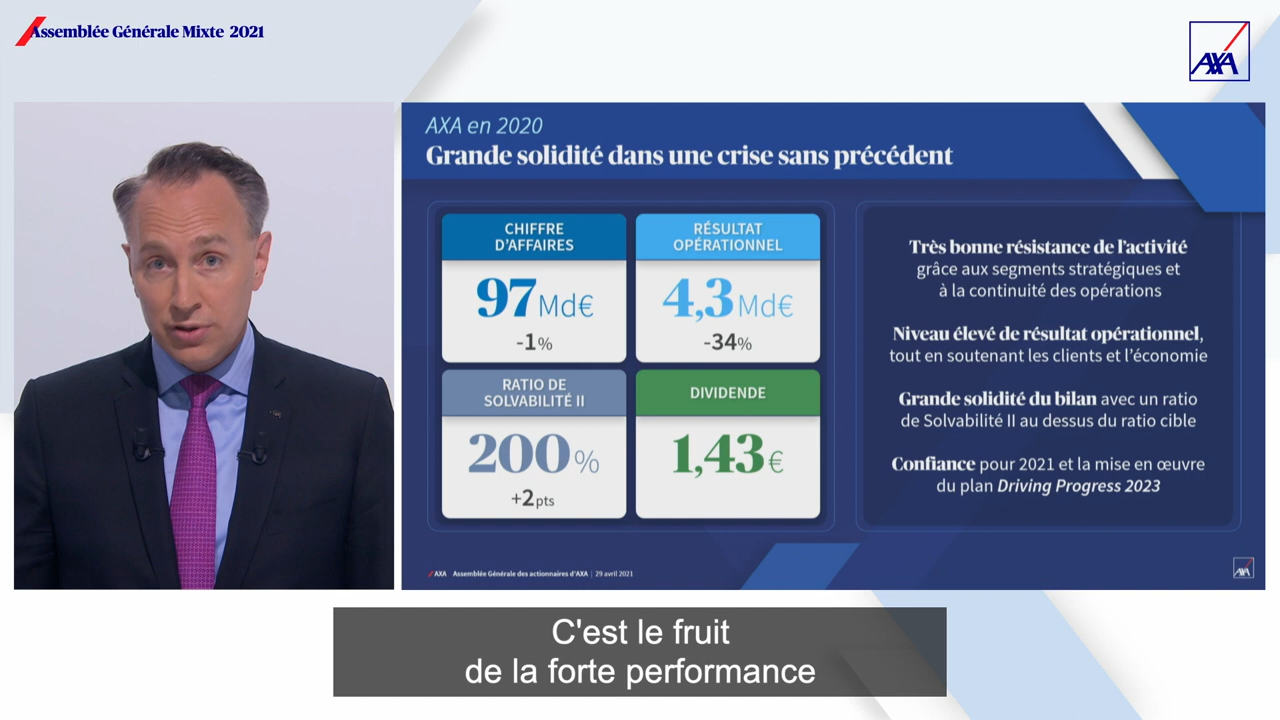 Assemblée Générale Mixte 2021
AXA
AXA en 2020
Grande solidité dans une crise sans précédent
CHIFFRE
D'AFFAIRES
97 Md€
-1%
RÉSULTAT
OPÉRATIONNEL
4,3 Md€
-34%
RATIO DE
SOLVABILITÉ II
200 %
+2 pts
DIVIDENDE
1,43 €
Très bonne résistance de l'activité
grâce aux segments stratégiques et
à la continuité des opérations
Niveau élevé de résultat opérationnel,
tout en soutenant les clients et l'économie
Grande solidité du bilan avec un ratio
de Solvabilité II au dessus du ratio cible
Confiance pour 2021 et la mise en œuvre
du plan Driving Progress 2023
AXA Assemblée Générale des actionnaires d'AXA | 29 avril 2021
AXA
C'est le fruit
de la forte performance